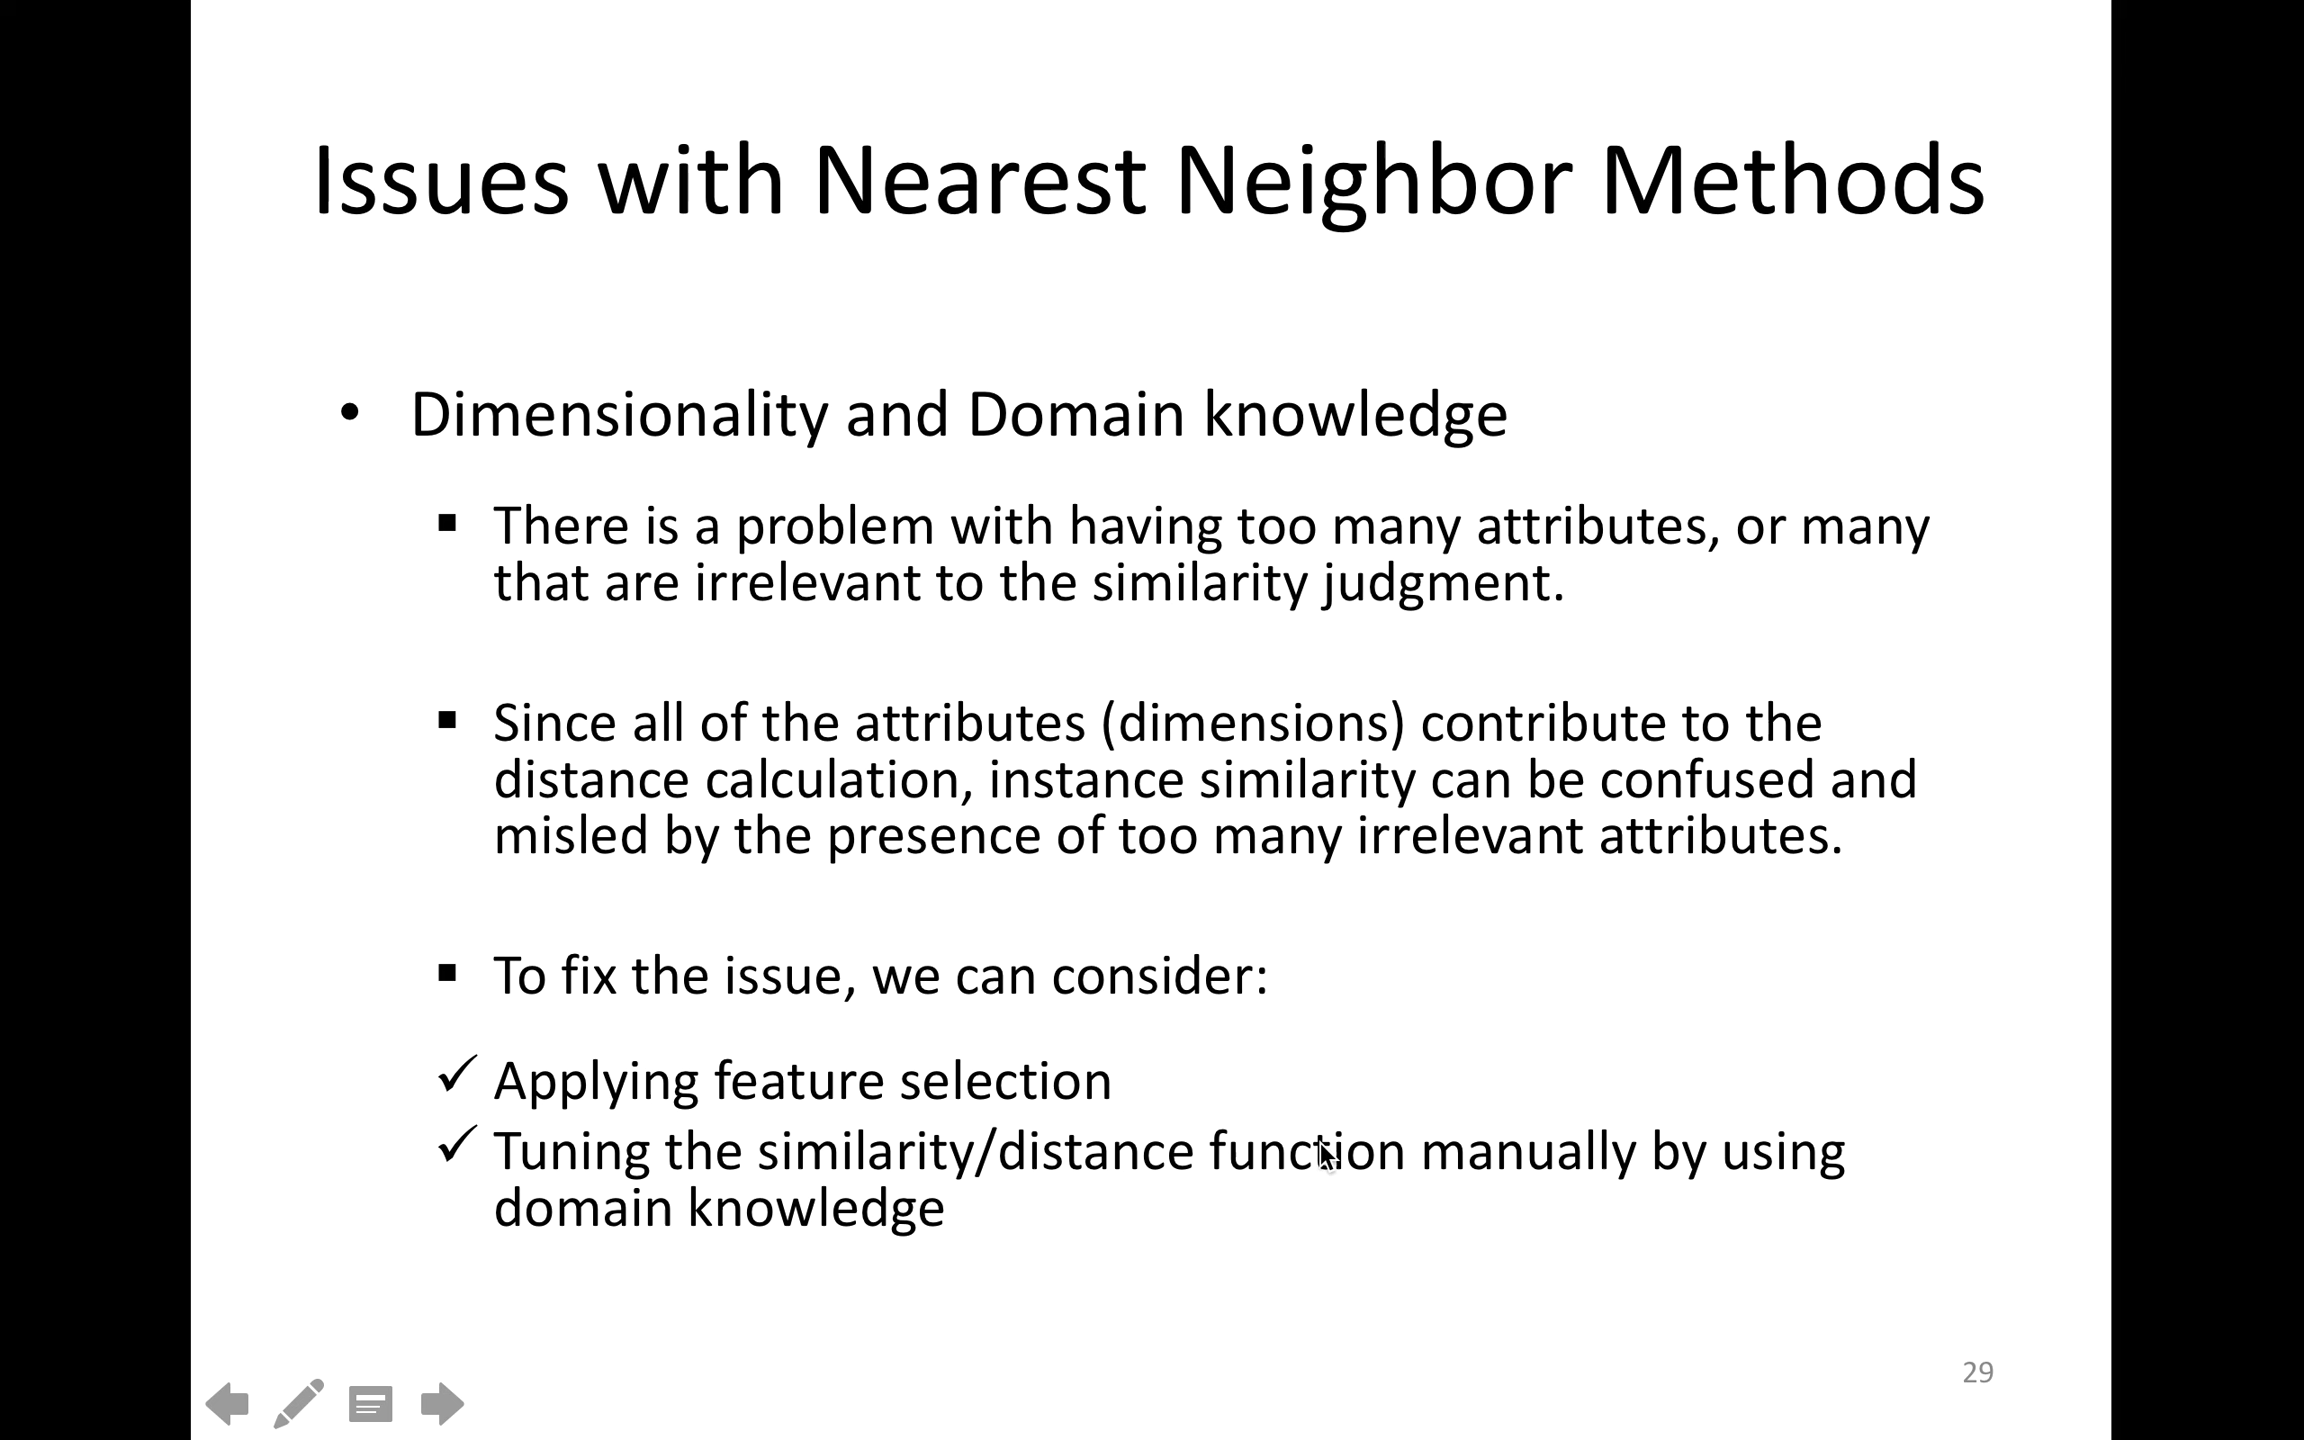 Issues with Nearest Neighbor Methods
• Dimensionality and Domain knowledge
▪ There is a problem with having too many attributes, or many
that are irrelevant to the similarity judgment.
▪ Since all of the attributes (dimensions) contribute to the
distance calculation, instance similarity can be confused and
misled by the presence of too many irrelevant attributes.
▪ To fix the issue, we can consider:
✓ Applying feature selection
✓ Tuning the similarity/distance function manually by using
domain knowledge
29